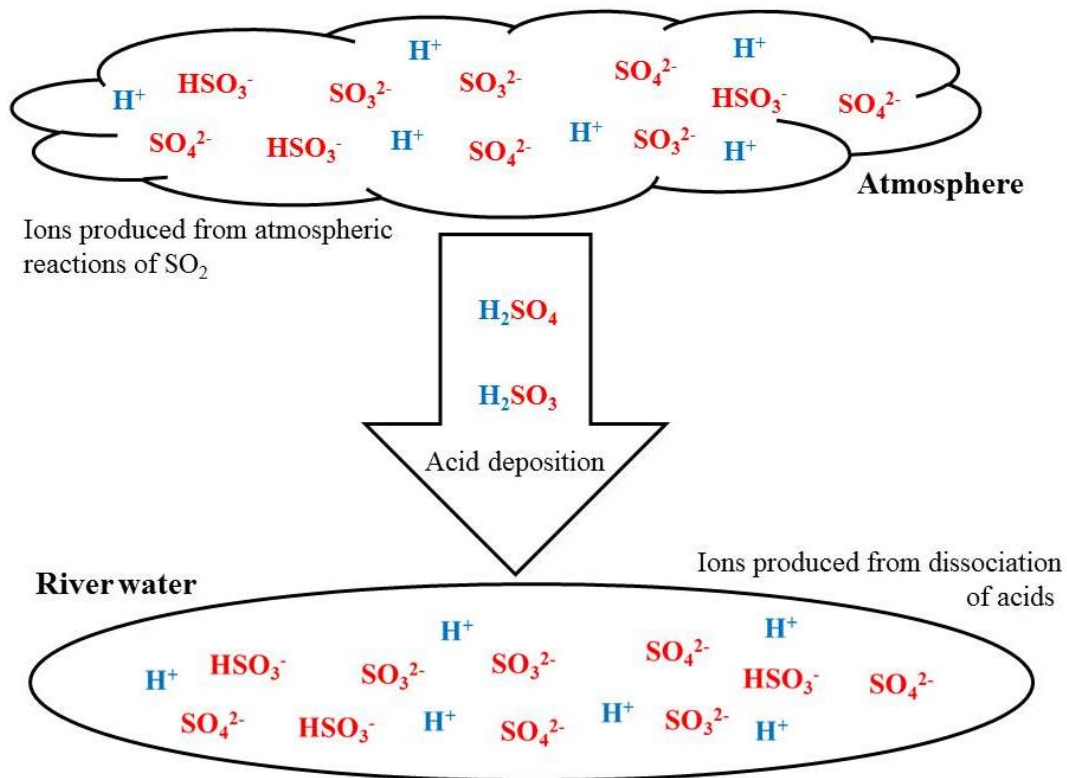 H⁺ H⁺
HSO₃⁻ SO₃²⁻ SO₃²⁻ SO₄²⁻
H⁺ HSO₃⁻ SO₄²⁻
SO₄²⁻ HSO₃⁻ H⁺ SO₄²⁻ H⁺ SO₃²⁻ H⁺
Atmosphere
Ions produced from atmospheric
reactions of SO₂
H₂SO₄
H₂SO₃
Acid deposition
Ions produced from dissociation
of acids
River water
H⁺ H⁺
H⁺ HSO₃⁻ SO₃²⁻ SO₃²⁻ SO₄²⁻ HSO₃⁻ SO₄²⁻
SO₄²⁻ HSO₃⁻ H⁺ SO₄²⁻ H⁺ SO₃²⁻ H⁺